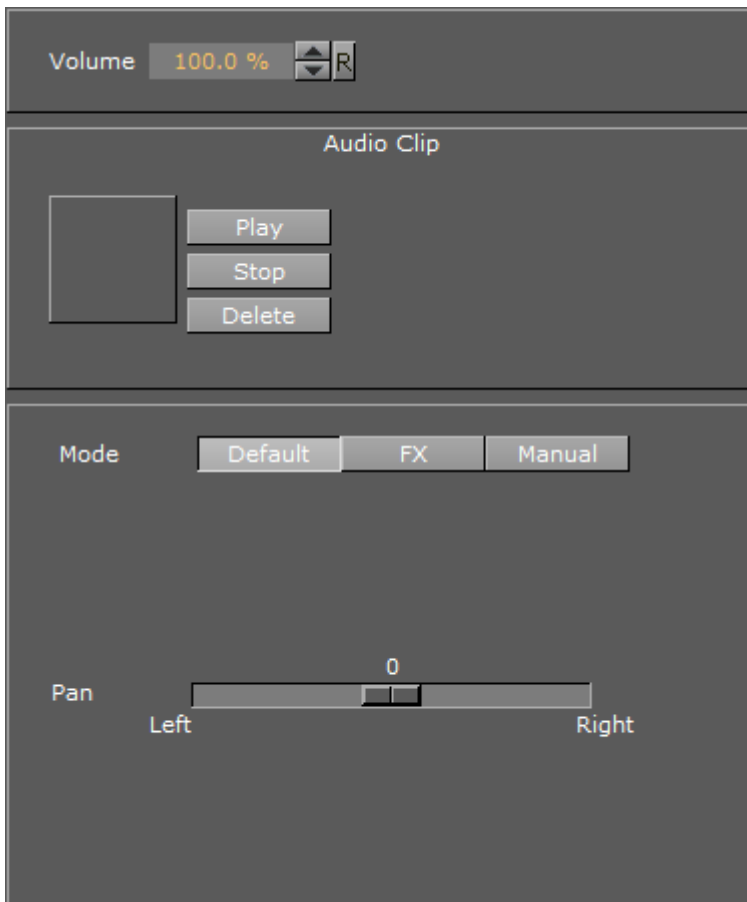 Volume 100.0 % R
Audio Clip
Play
Stop
Delete
Mode Default FX Manual
0
Pan
Left Right